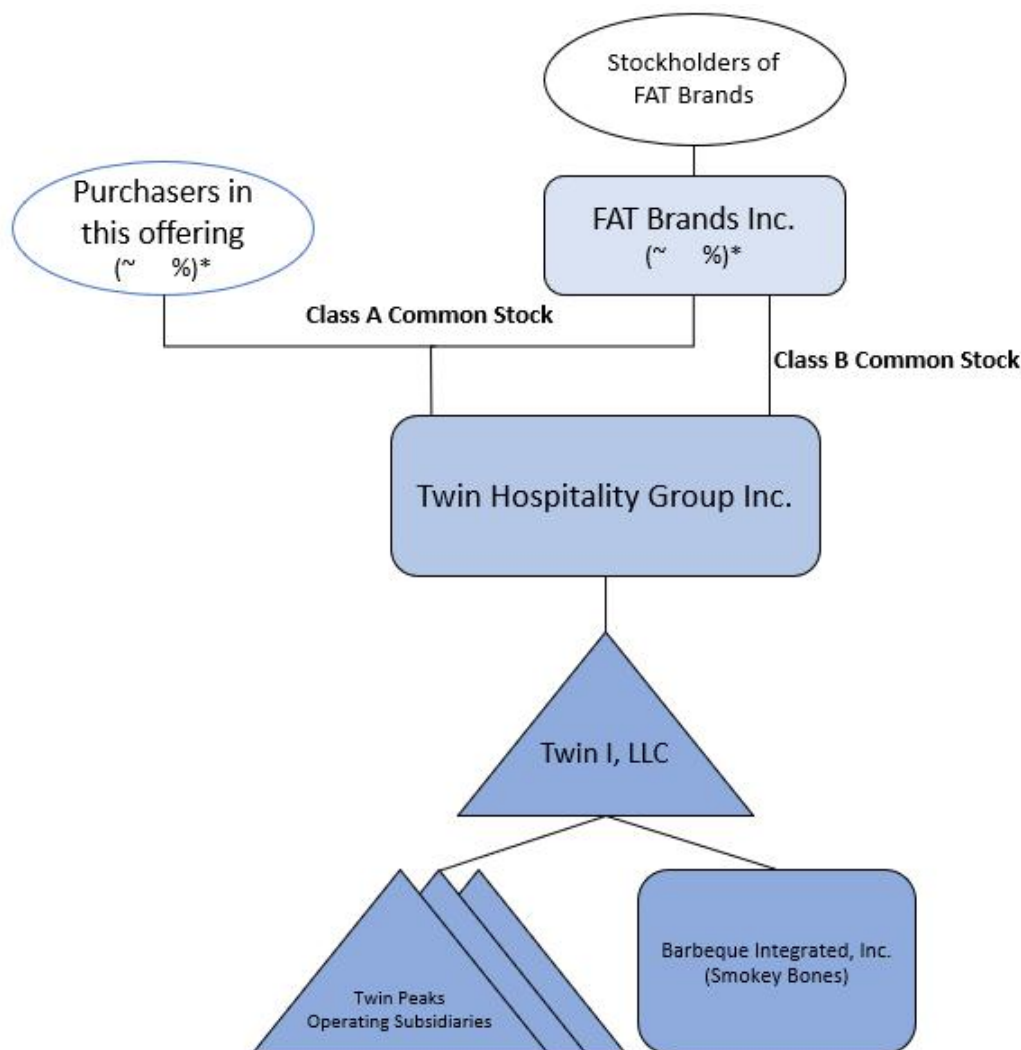 Stockholders of
FAT Brands
Purchasers in
this offering
(~ %)*
FAT Brands Inc.
(~ %)*
Class A Common Stock
Class B Common Stock
Twin Hospitality Group Inc.
Twin I, LLC
Twin Peaks
Operating Subsidiaries
Barbeque Integrated, Inc.
(Smokey Bones)